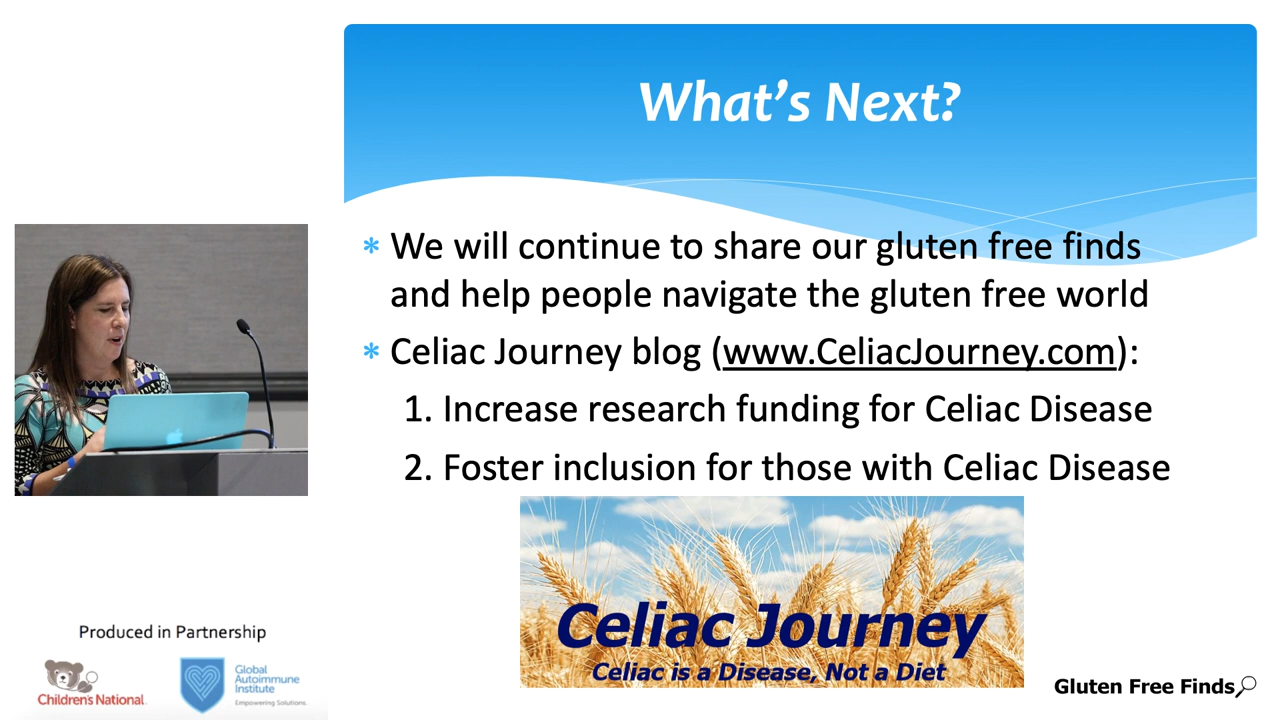 What's Next?
* We will continue to share our gluten free finds
and help people navigate the gluten free world
* Celiac Journey blog (www.CeliacJourney.com):
1. Increase research funding for Celiac Disease
2. Foster inclusion for those with Celiac Disease
Celiac Journey
Celiac is a Disease, Not a Diet
Gluten Free Finds
Produced in Partnership
Children's National
Global
Autoimmune
Institute
Empowering Solutions.